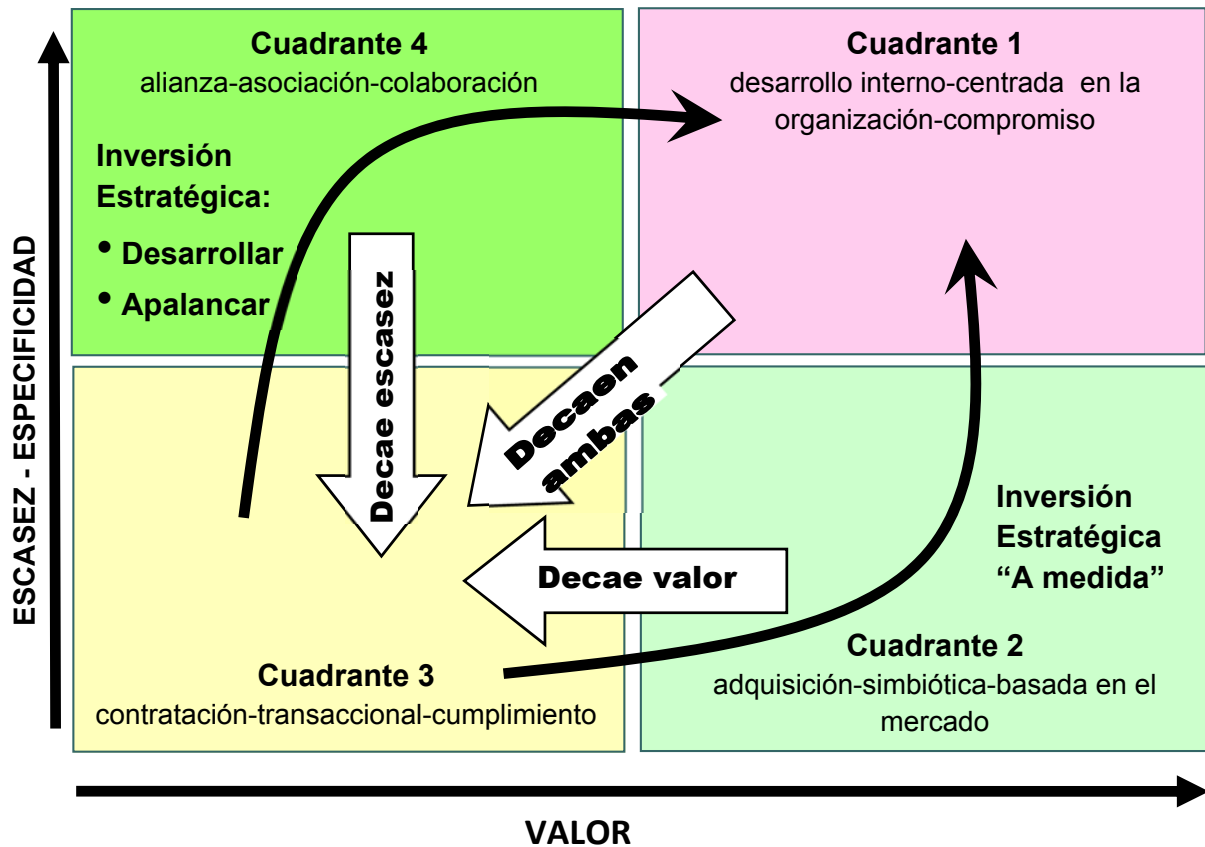 Cuadrante 4
alianza-asociación-colaboración
Inversión
Estratégica:
• Desarrollar
• Apalancar
Cuadrante 1
desarrollo interno-centrada en la
organización-compromiso
ESCASEZ - ESPECIFICIDAD
Decae escasez
Decaen
ambas
Decae valor
Inversión
Estratégica
“A medida”
Cuadrante 3
contratación-transaccional-cumplimiento
Cuadrante 2
adquisición-simbiótica-basada en el
mercado
VALOR